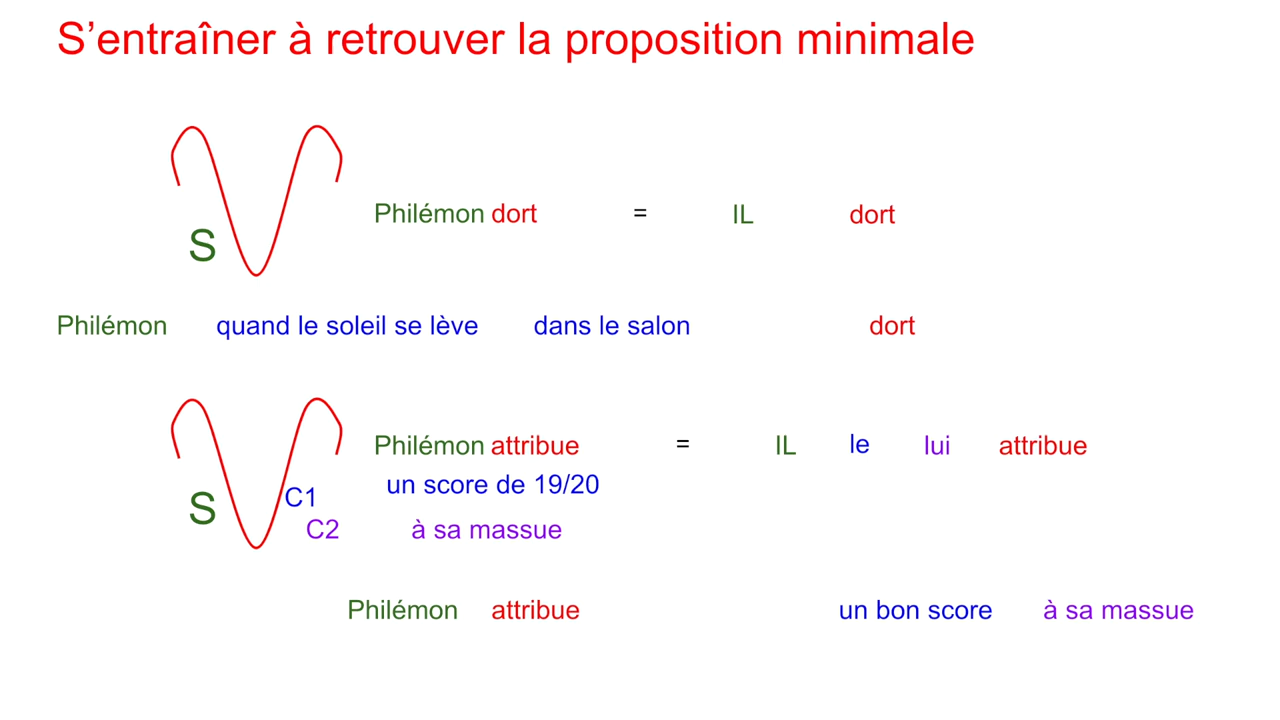 S’entraîner à retrouver la proposition minimale
Philémon dort = IL dort
S
Philémon quand le soleil se lève dans le salon dort
Philémon attribue = IL le lui attribue
un score de 19/20
S C1
C2 à sa massue
Philémon attribue un bon score à sa massue